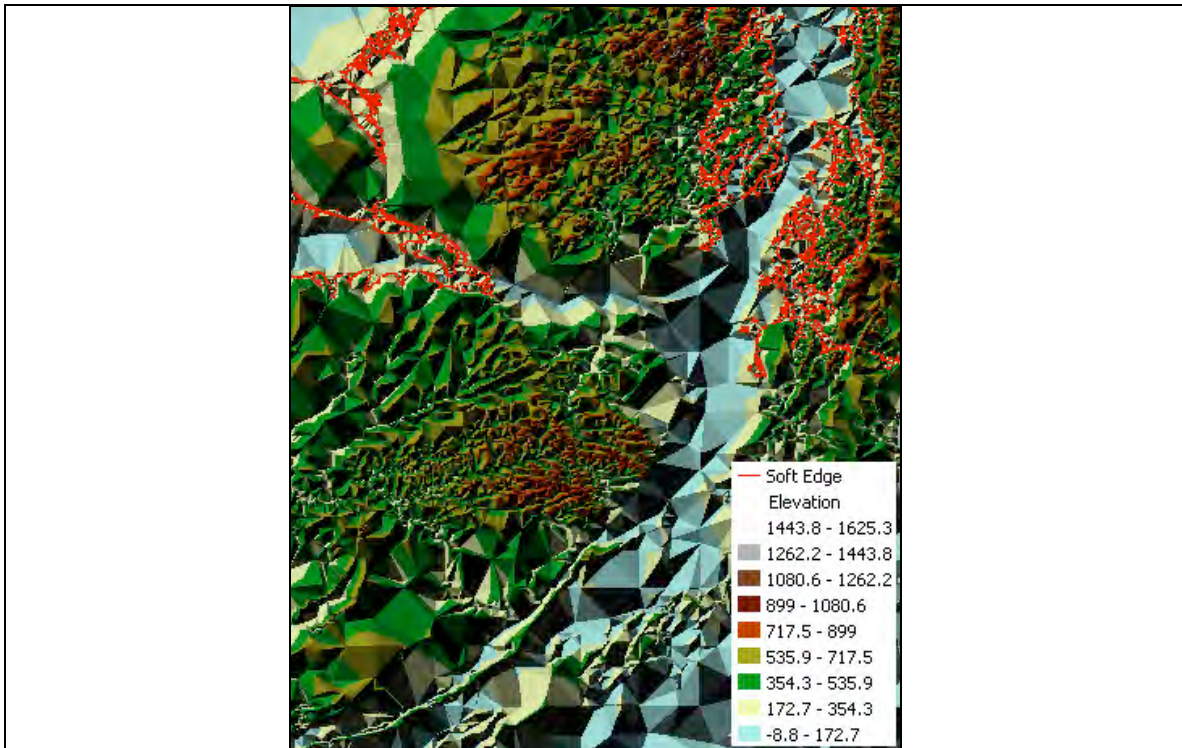 Soft Edge
Elevation
1443.8 - 1625.3
1262.2 - 1443.8
1080.6 - 1262.2
899 - 1080.6
717.5 - 899
535.9 - 717.5
354.3 - 535.9
172.7 - 354.3
-8.8 - 172.7